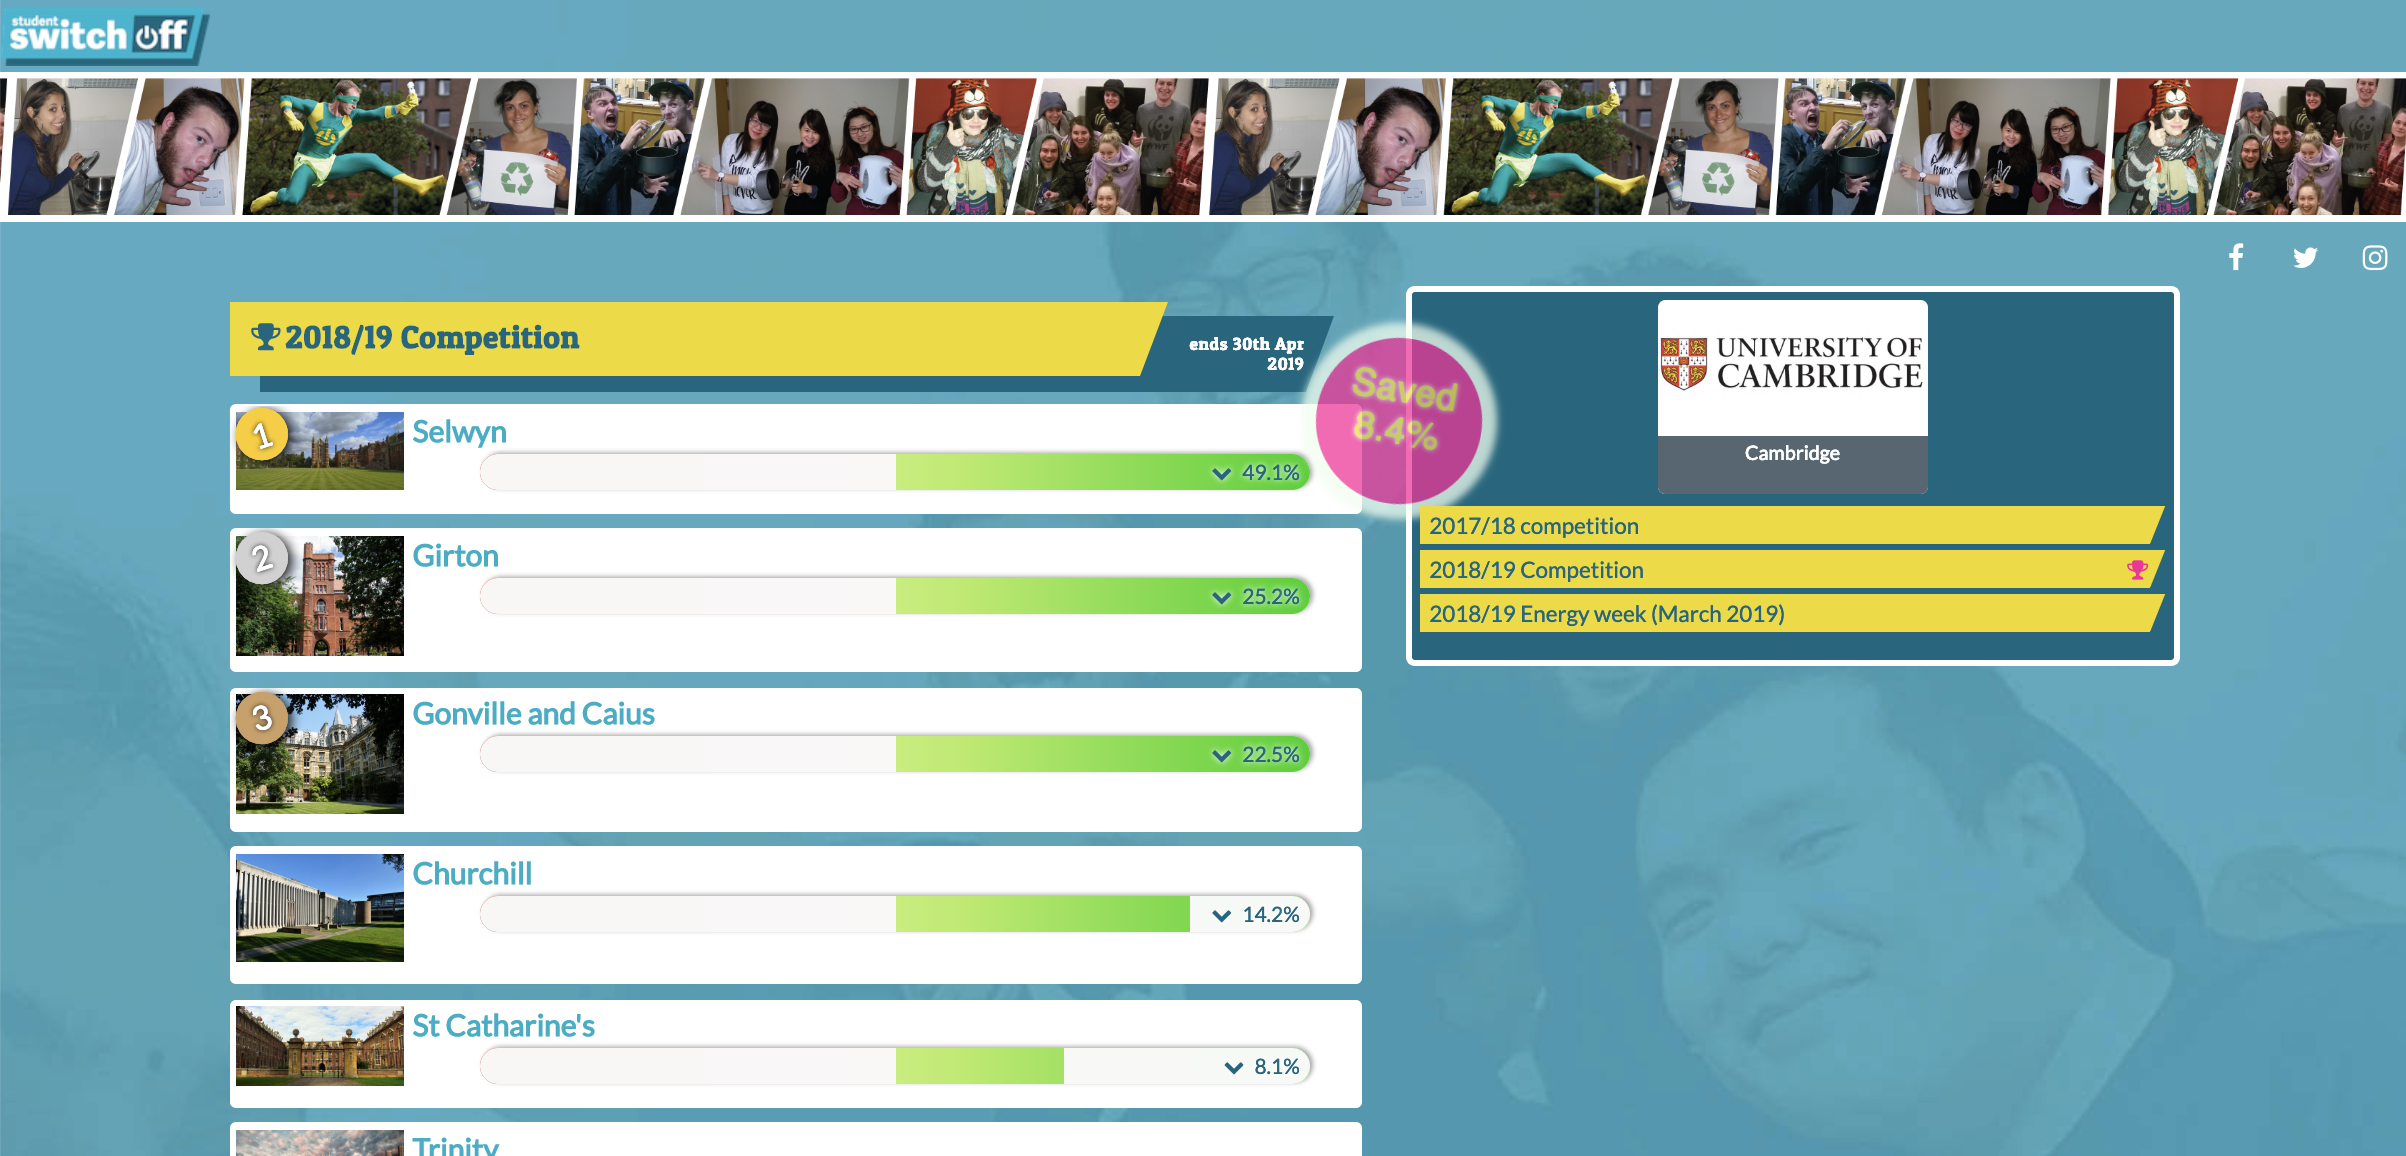 student
switch off
2018/19 Competition
ends 30th Apr
2019
Saved
8.4%
1
Selwyn
49.1%
2
Girton
25.2%
3
Gonville and Caius
22.5%
Churchill
14.2%
St Catharine's
8.1%
Trinity
UNIVERSITY OF
CAMBRIDGE
Cambridge
2017/18 competition
2018/19 Competition
2018/19 Energy week (March 2019)